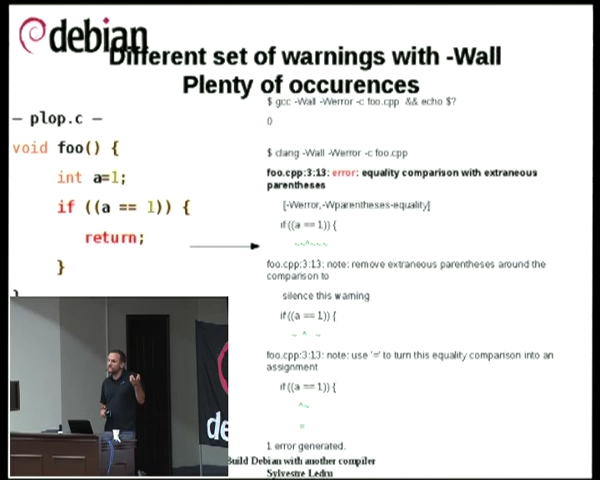 debian
Different set of warnings with -Wall
Plenty of occurences
– plop.c –
void foo() {
int a=1;
if ((a == 1)) {
return;
}
}
$ gcc -Wall -Werror -c foo.cpp && echo $?
0
$ clang -Wall -Werror -c foo.cpp
foo.cpp:3:13: error: equality comparison with extraneous
parentheses
[-Werror,-Wparentheses-equality]
if ((a == 1)) {
~~^~~~
foo.cpp:3:13: note: remove extraneous parentheses around the
comparison to
silence this warning
if ((a == 1)) {
~ ^ ~
foo.cpp:3:13: note: use '=' to turn this equality comparison into an
assignment
if ((a == 1)) {
^~
=
1 error generated.
de
Build Debian with another compiler
Sylvestre Ledru